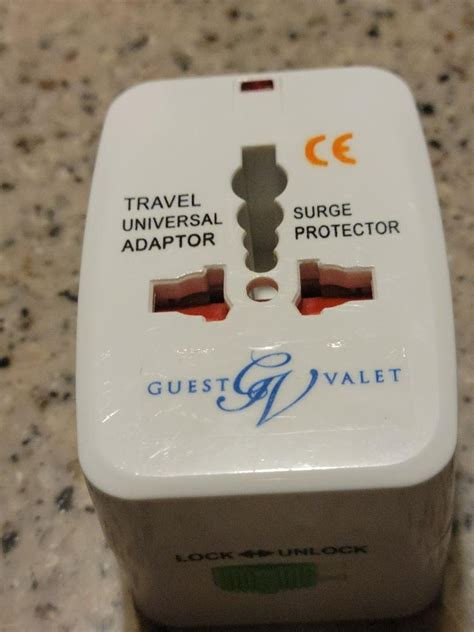 CE
TRAVEL
UNIVERSAL
ADAPTOR
SURGE
PROTECTOR
GUEST GV VALET
LOCK ◄► UNLOCK